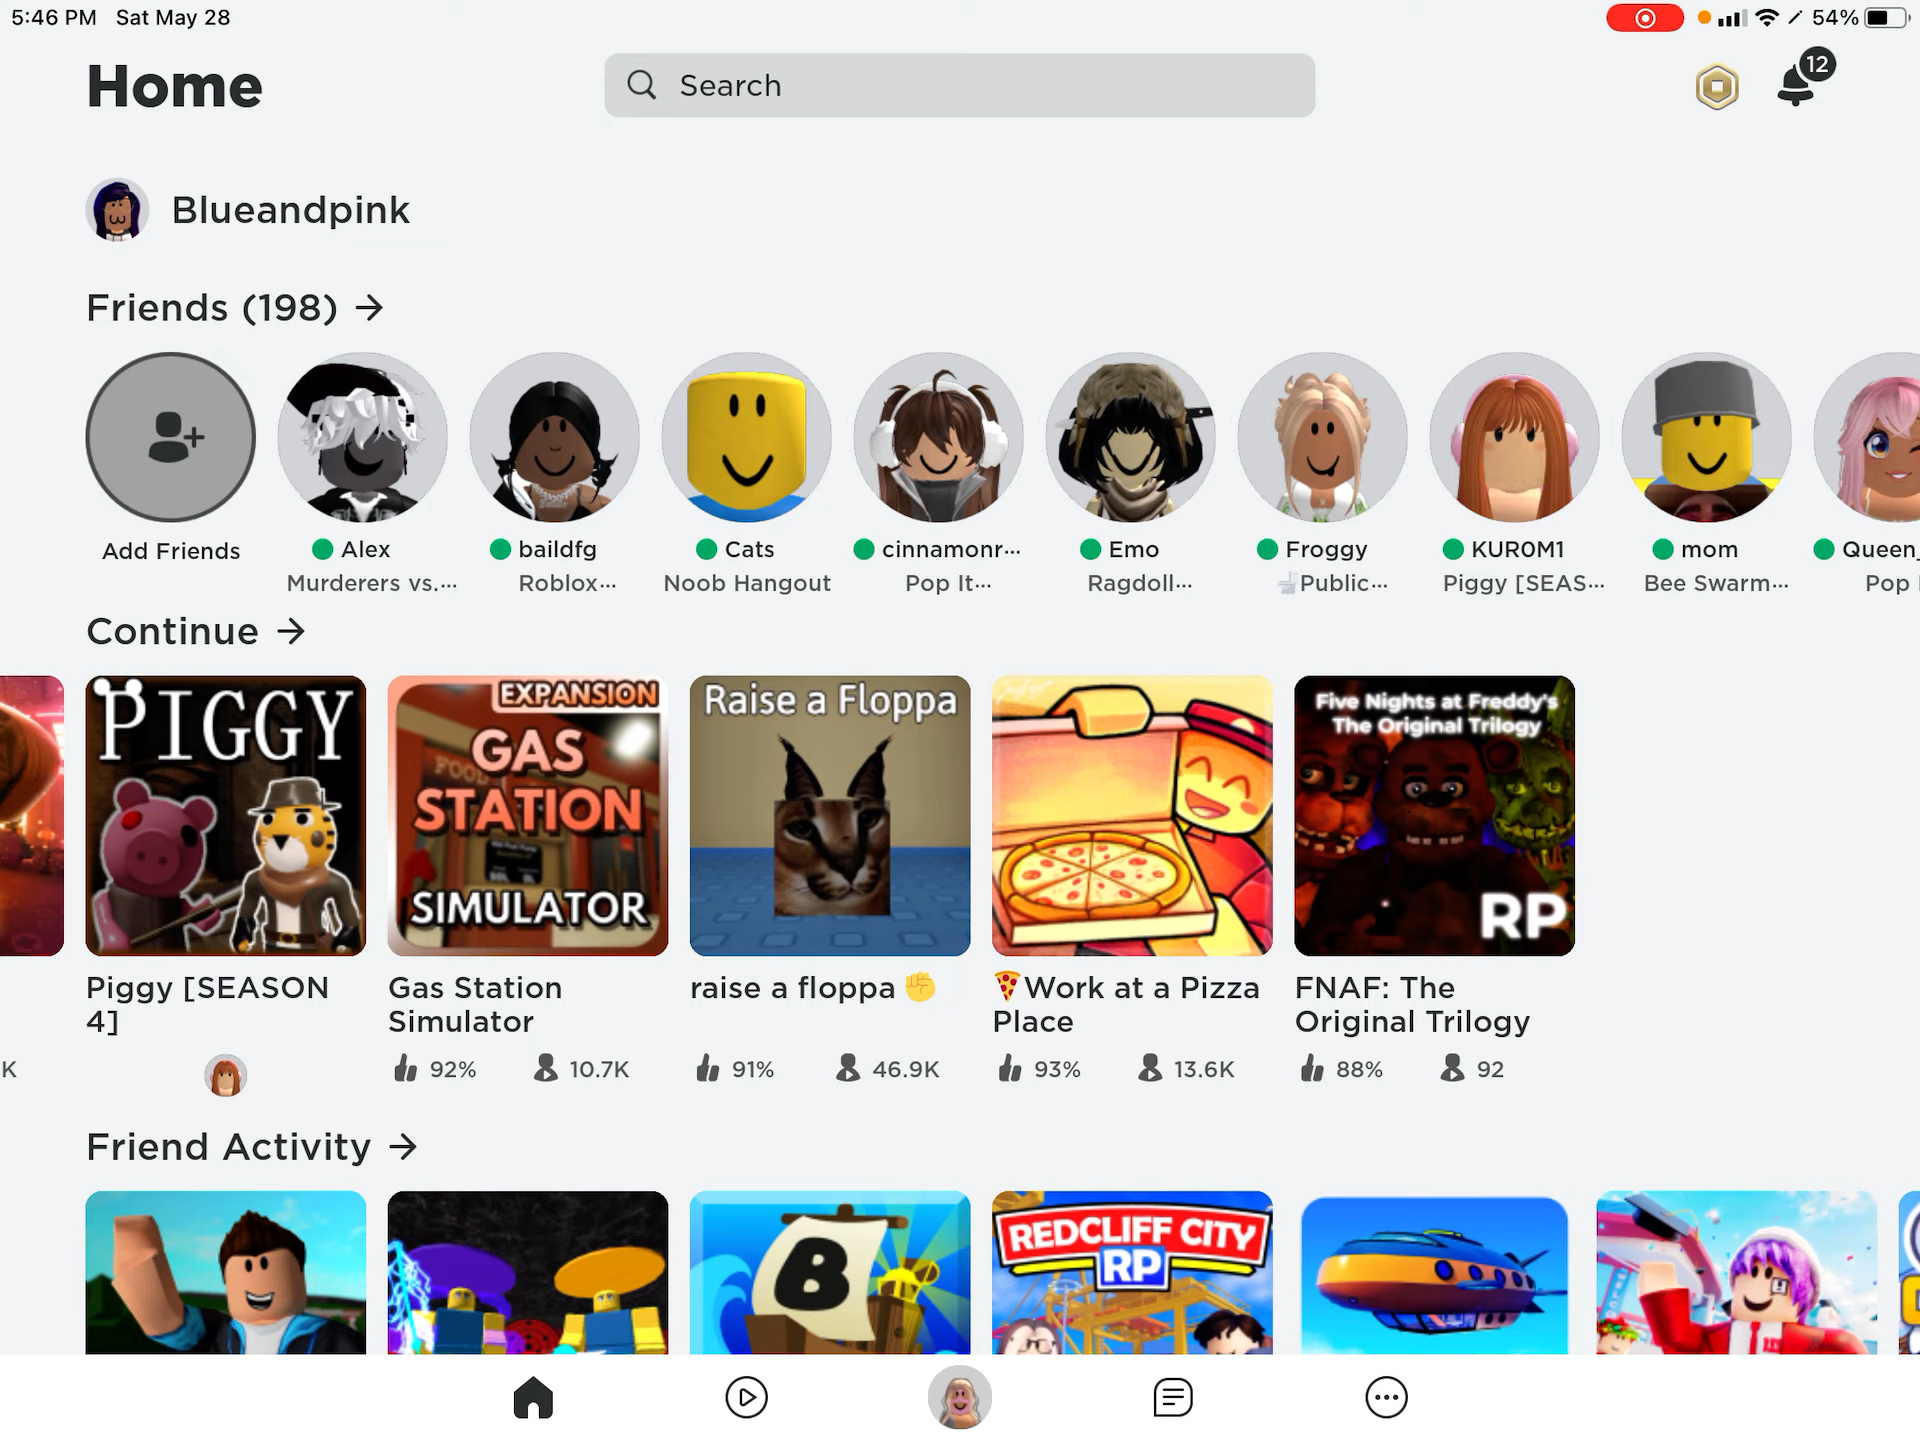 5:46 PM Sat May 28
54%
Home
Search
12
Blueandpink
Friends (198) →
Add Friends
Alex
Murderers vs.…
baildfg
Roblox…
Cats
Noob Hangout
cinnamonr…
Pop It…
Emo
Ragdoll…
Froggy
Public…
KUR0M1
Piggy [SEAS…
mom
Bee Swarm…
Queen_
Pop
Continue →
PIGGY
EXPANSION
GAS
STATION
SIMULATOR
FOOD
Raise a Floppa
Five Nights at Freddy's
The Original Trilogy
RP
K
Piggy [SEASON
4]
Gas Station
Simulator
92% 10.7K
raise a floppa ✊
91% 46.9K
🍕Work at a Pizza
Place
93% 13.6K
FNAF: The
Original Trilogy
88% 92
Friend Activity →
B
REDCLIFF CITY
RP